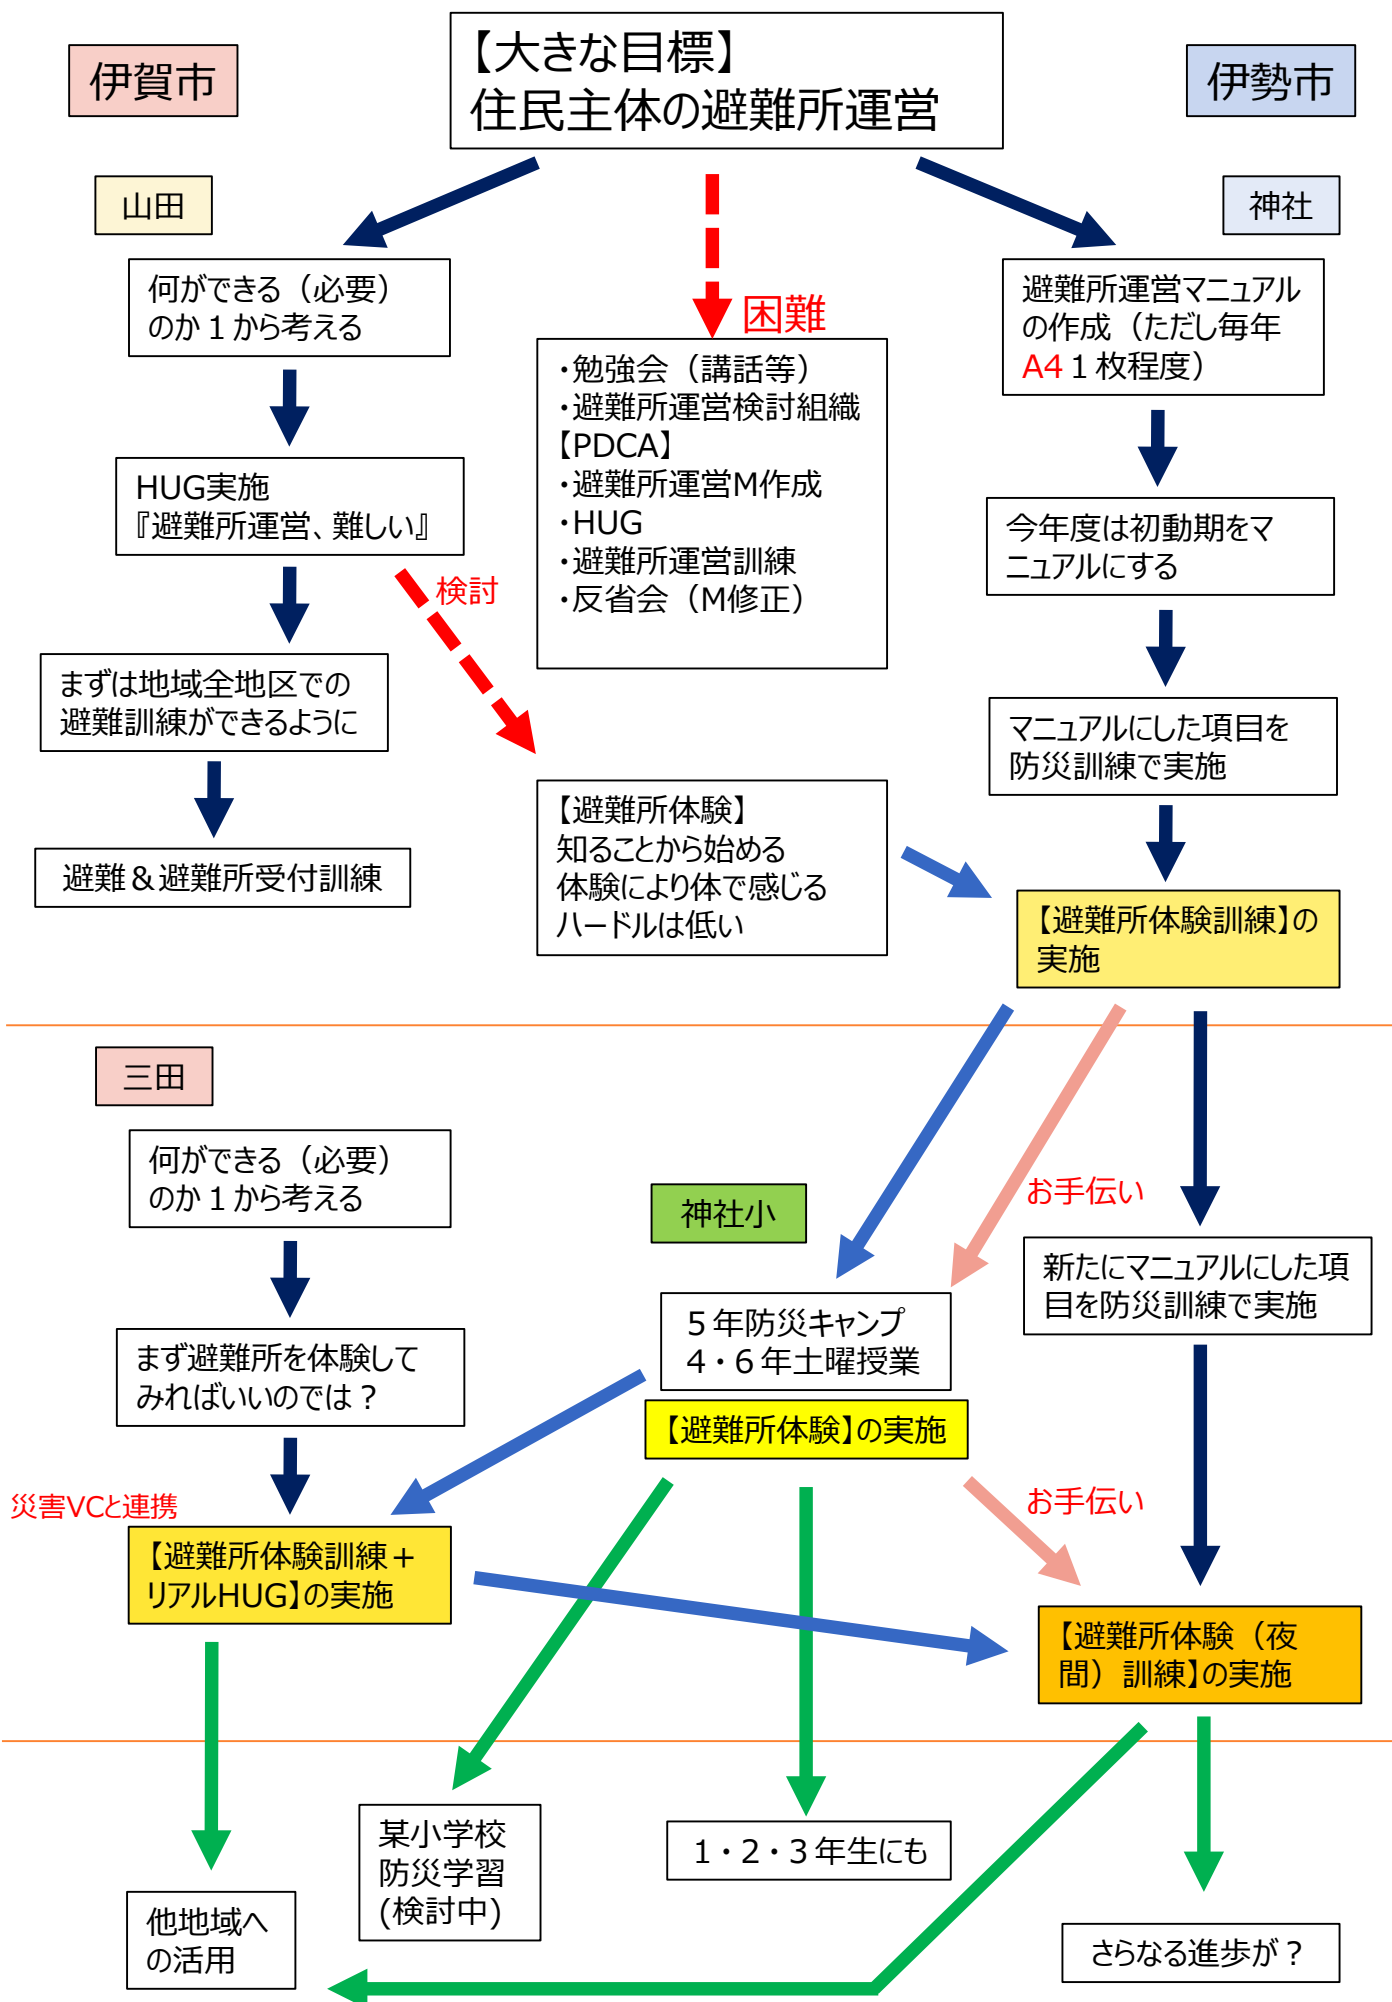 【大きな目標】
住民主体の避難所運営
伊賀市
伊勢市
山田
神社
何ができる（必要）
のか１から考える
困難
避難所運営マニュアル
の作成（ただし毎年
A4１枚程度）
・勉強会（講話等）
・避難所運営検討組織
【PDCA】
・避難所運営M作成
・HUG
・避難所運営訓練
・反省会（M修正）
HUG実施
『避難所運営、難しい』
検討
今年度は初動期をマ
ニュアルにする
まずは地域全地区での
避難訓練ができるように
マニュアルにした項目を
防災訓練で実施
避難＆避難所受付訓練
【避難所体験】
知ることから始める
体験により体で感じる
ハードルは低い
【避難所体験訓練】の
実施
三田
何ができる（必要）
のか１から考える
神社小
お手伝い
新たにマニュアルにした項
目を防災訓練で実施
５年防災キャンプ
４・６年土曜授業
【避難所体験】の実施
まず避難所を体験して
みればいいのでは？
災害VCと連携
お手伝い
【避難所体験訓練＋
リアルHUG】の実施
【避難所体験（夜
間）訓練】の実施
某小学校
防災学習
(検討中)
１・２・３年生にも
他地域へ
の活用
さらなる進歩が？